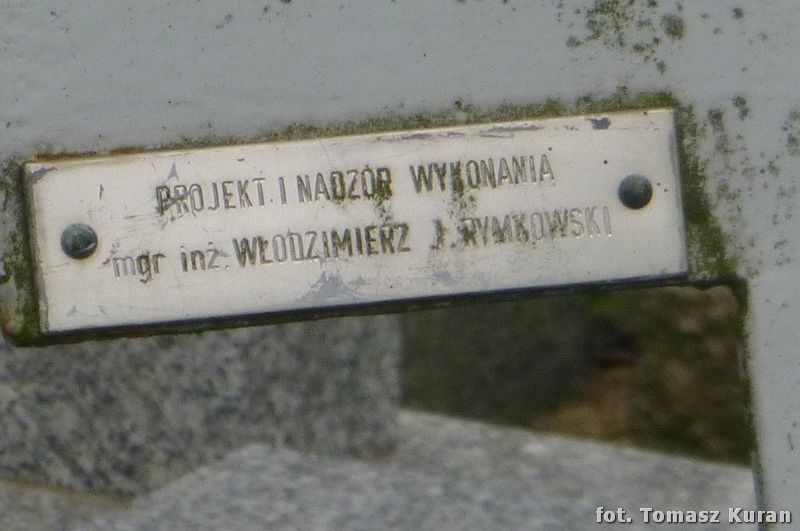 PROJEKT I NADZÓR WYKONANIA
mgr inż. WŁODZIMIERZ J. RYMKOWSKI
fot. Tomasz Kuran